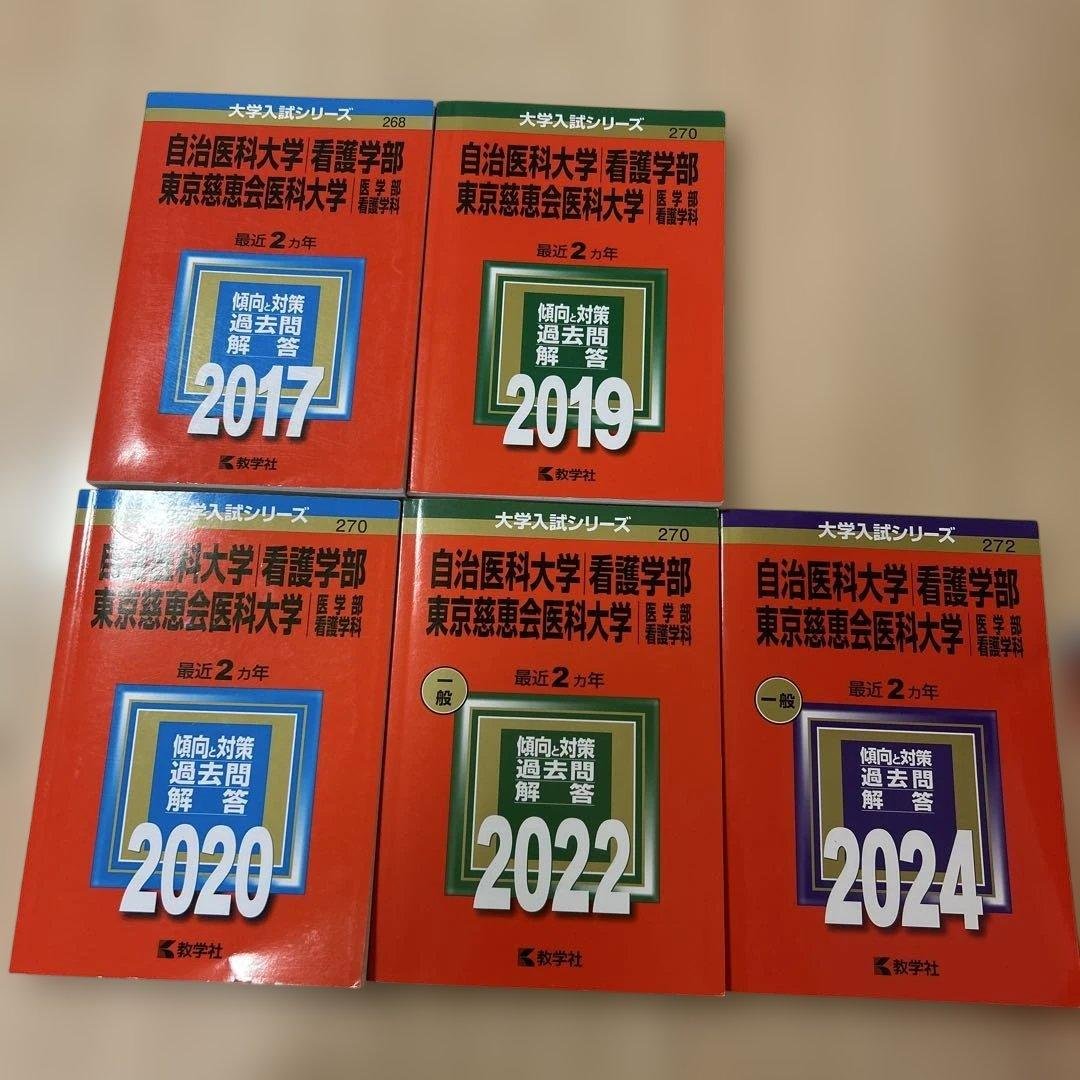 大学入試シリーズ
268
自治医科大学 看護学部
東京慈恵会医科大学 医学部
看護学科
最近2カ年
傾向と対策
過去問
解答
2017
教学社
大学入試シリーズ
270
自治医科大学 看護学部
東京慈恵会医科大学 医学部
看護学科
最近2カ年
傾向と対策
過去問
解答
2019
教学社
大学入試シリーズ
270
自治医科大学 看護学部
東京慈恵会医科大学 医学部
看護学科
最近2カ年
傾向と対策
過去問
解答
2020
教学社
大学入試シリーズ
270
自治医科大学 看護学部
東京慈恵会医科大学 医学部
看護学科
最近2カ年
一般
傾向と対策
過去問
解答
2022
教学社
大学入試シリーズ
272
自治医科大学 看護学部
東京慈恵会医科大学 医学部
看護学科
最近2カ年
一般
傾向と対策
過去問
解答
2024
教学社